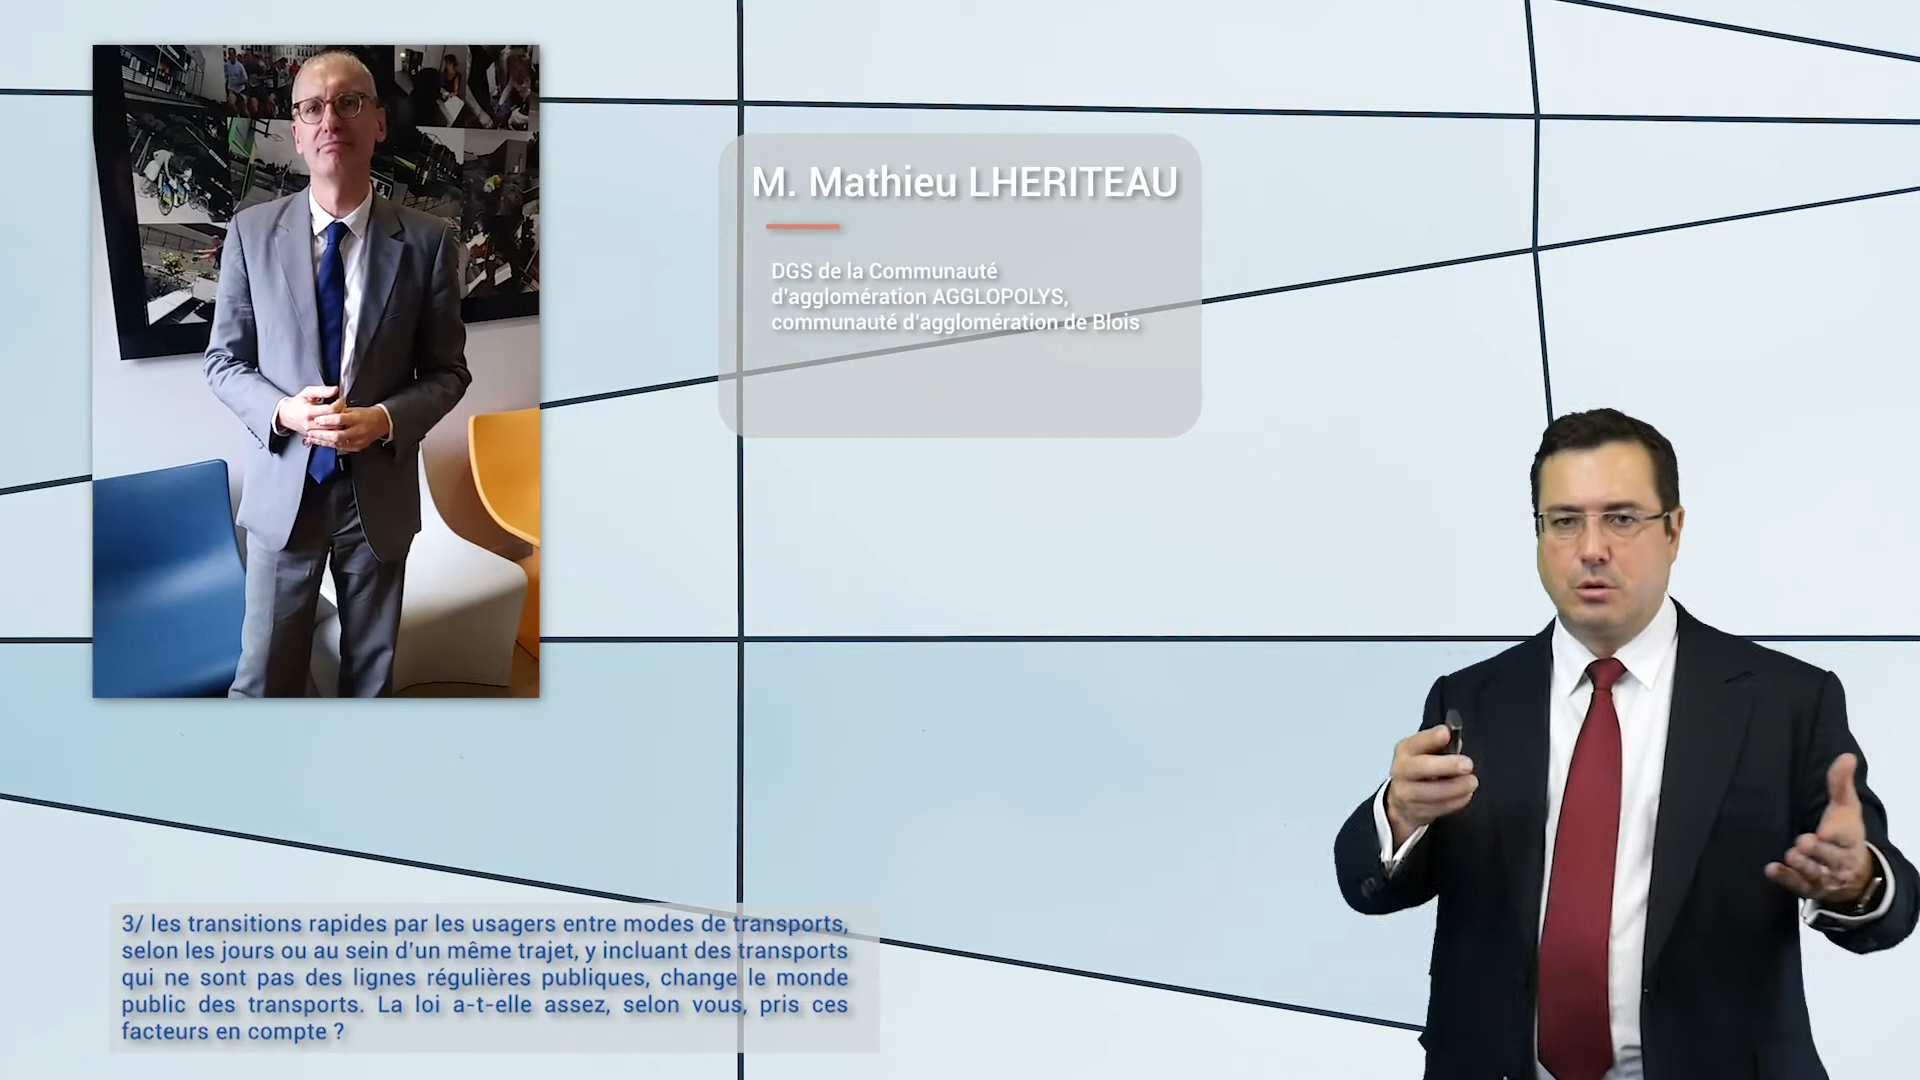 M. Mathieu LHERITEAU
DGS de la Communauté
d'agglomération AGGLOPOLYS,
communauté d'agglomération de Blois
3/ les transitions rapides par les usagers entre modes de transports,
selon les jours ou au sein d'un même trajet, y incluant des transports
qui ne sont pas des lignes régulières publiques, change le monde
public des transports. La loi a-t-elle assez, selon vous, pris ces
facteurs en compte ?